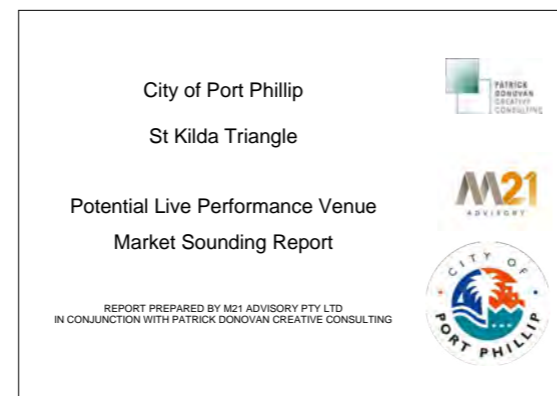 City of Port Phillip
St Kilda Triangle
Potential Live Performance Venue
Market Sounding Report
REPORT PREPARED BY M21 ADVISORY PTY LTD
IN CONJUNCTION WITH PATRICK DONOVAN CREATIVE CONSULTING
PATRICK
DONOVAN
CREATIVE
CONSULTING
M21
ADVISORY
CITY OF
PORT PHILLIP